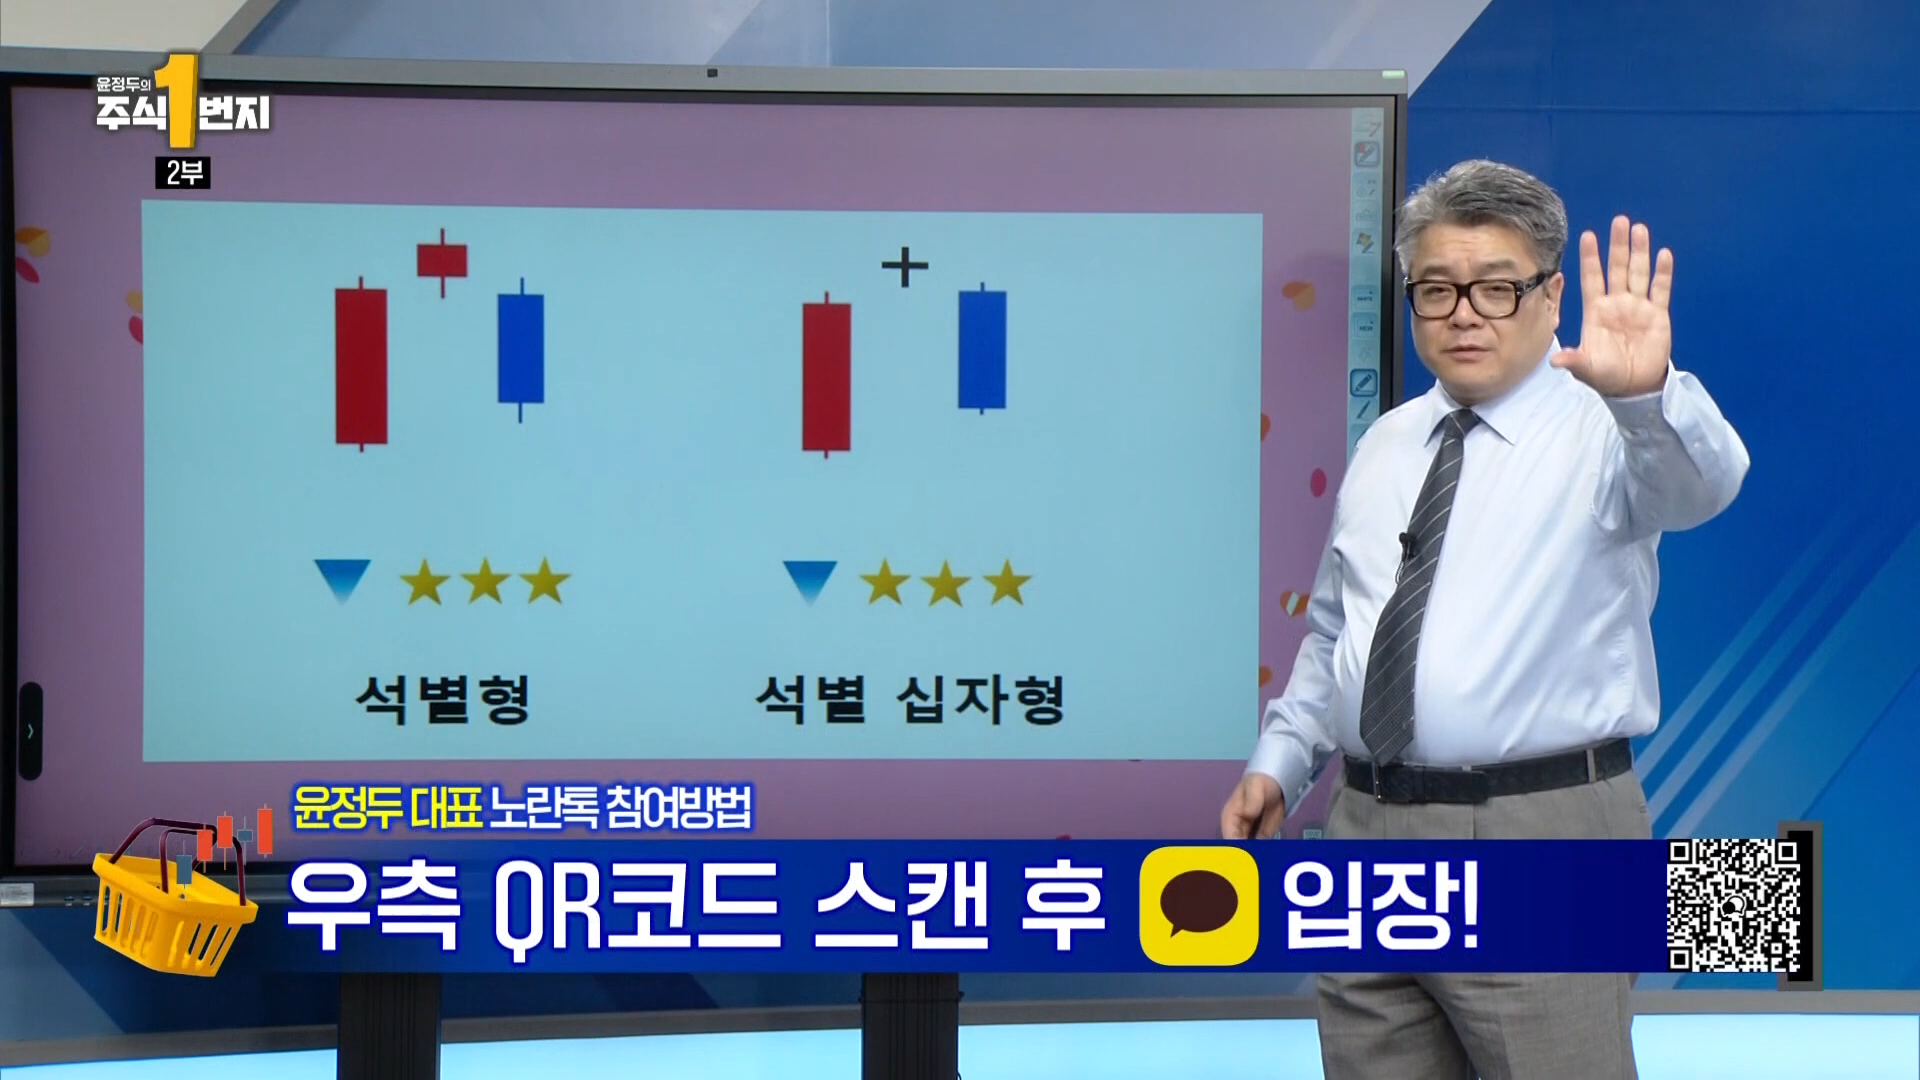 윤정두의
주식1번지
2부
석별형
석별 십자형
윤정두 대표 노란톡 참여방법
우측 QR코드 스캔 후 입장!